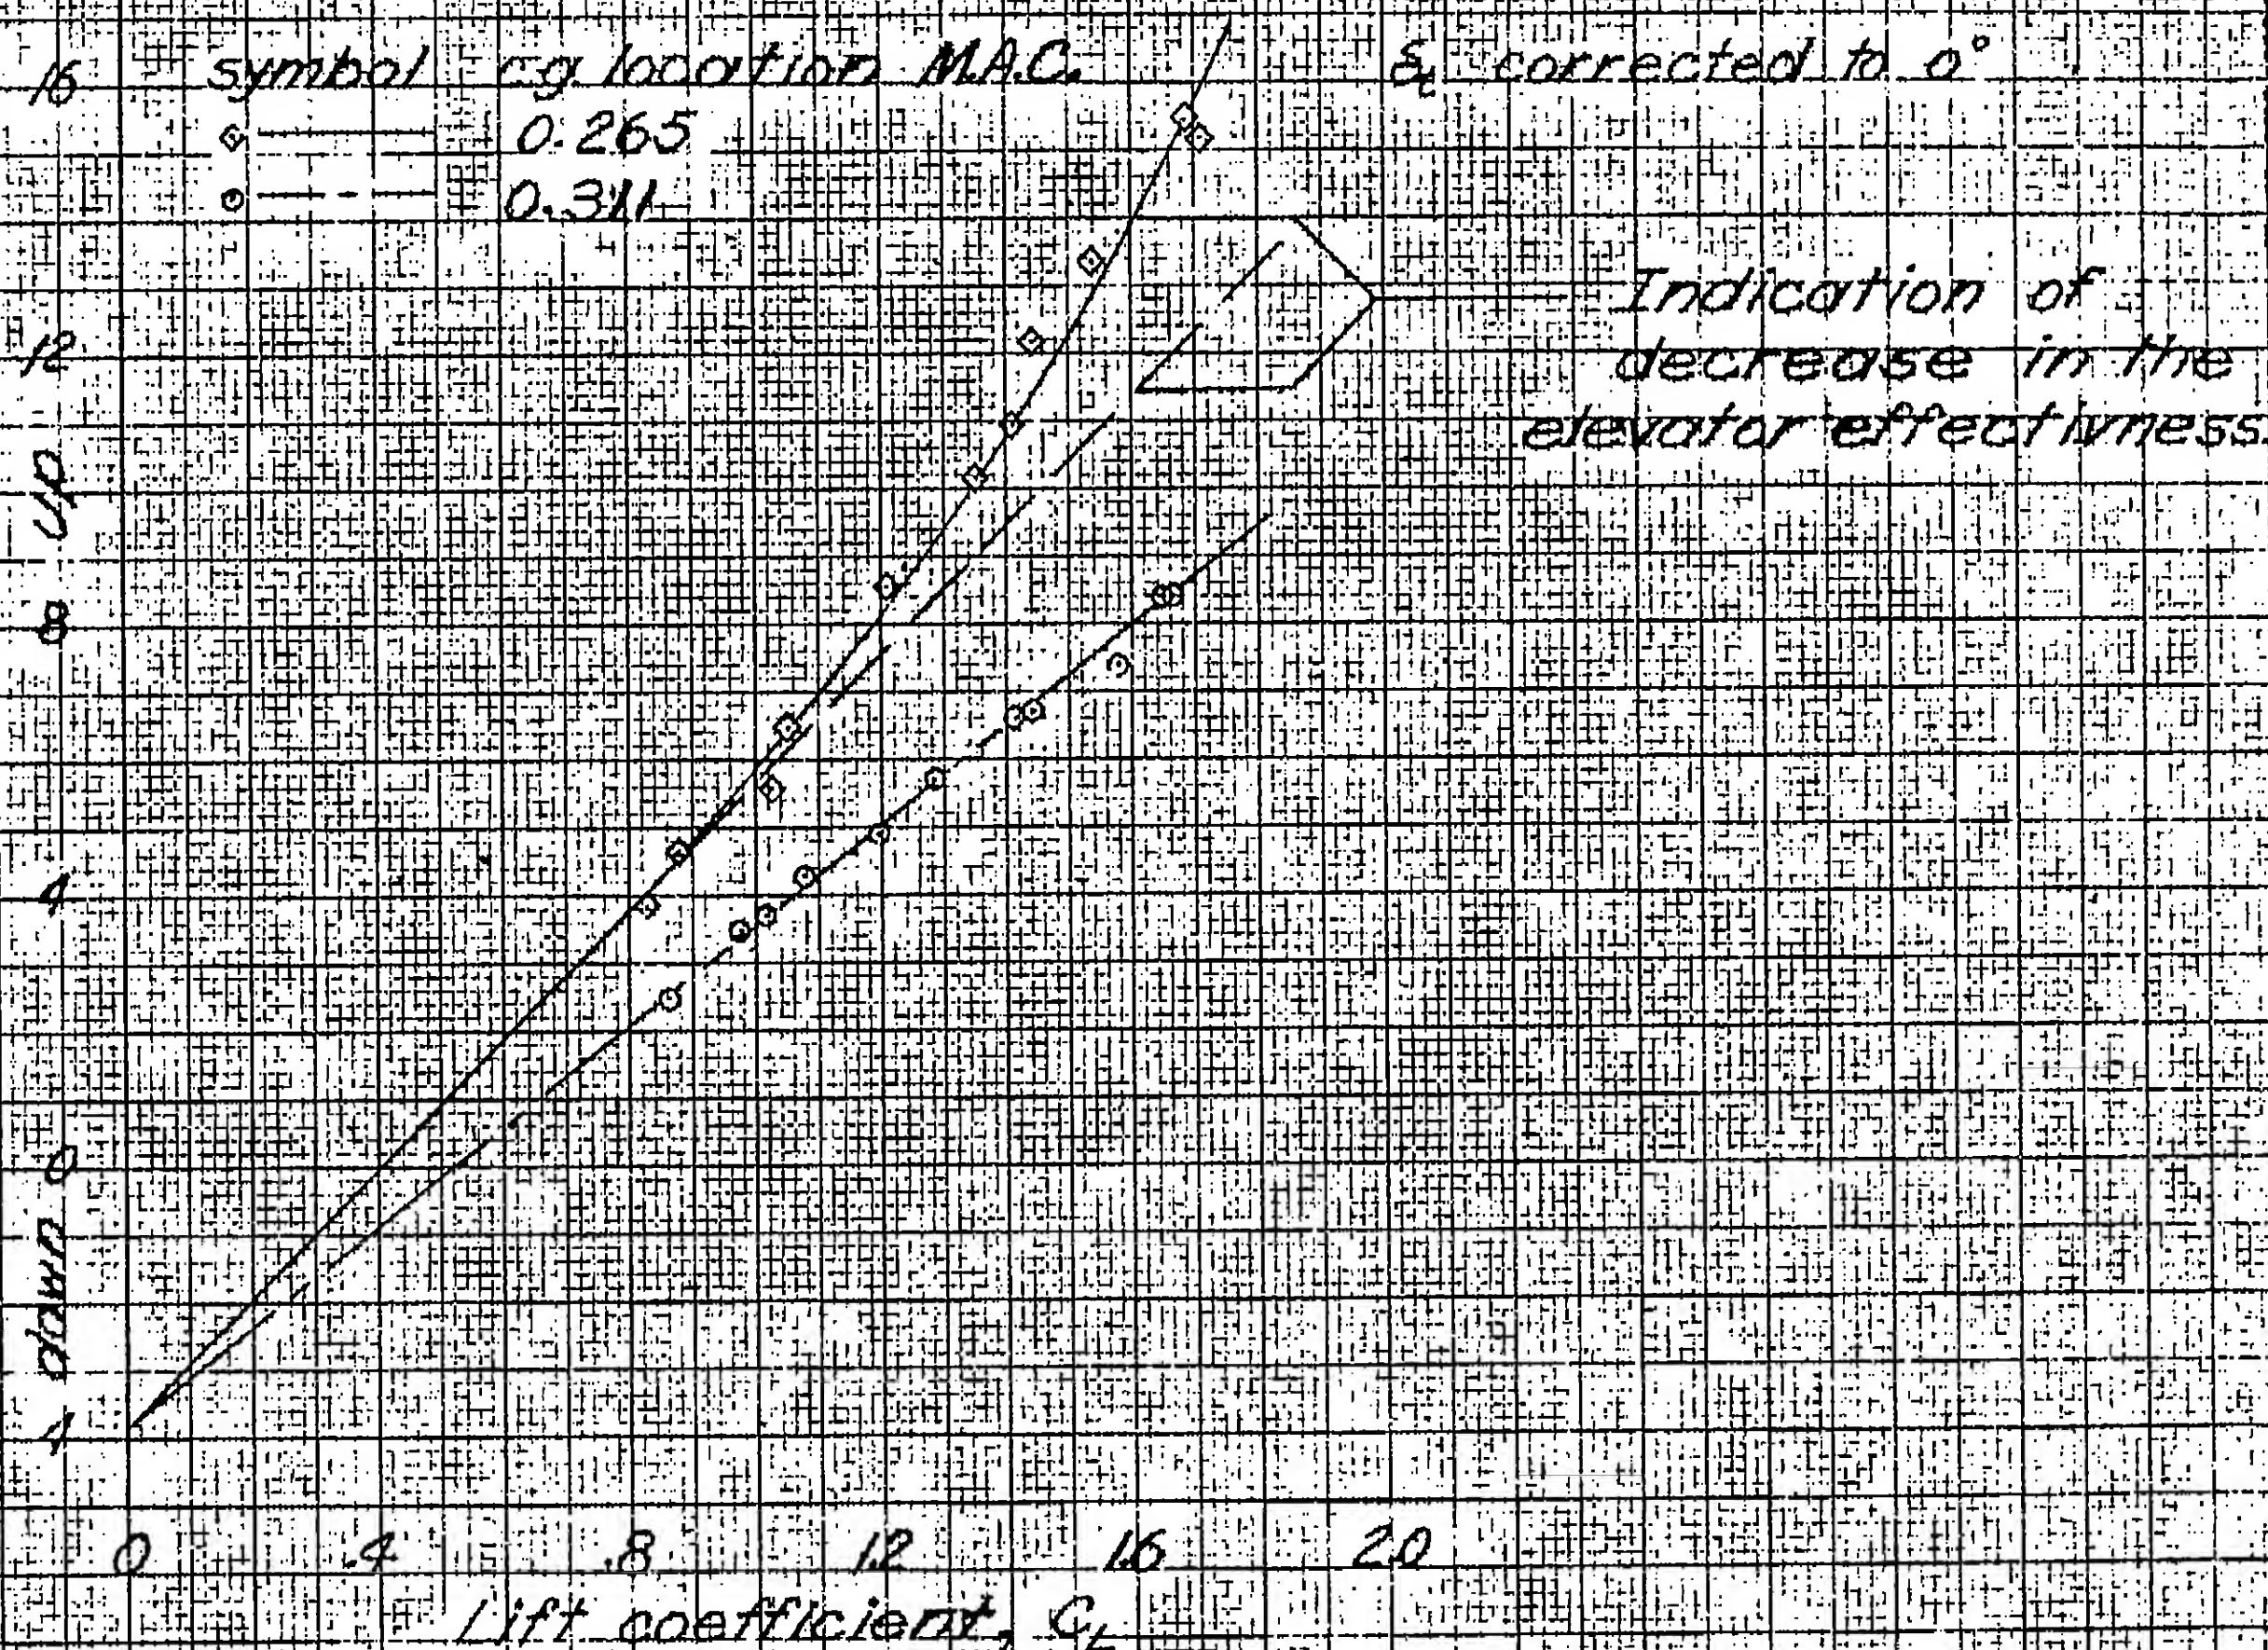 16
symbol c.g. location M.A.C.
δt corrected to 0°
0.265
0.311
Indication of
decrease in the
elevator effectivness
12
up
8
4
0
down
4
0 .4 .8 1.2 1.6 2.0
Lift coefficient, CL